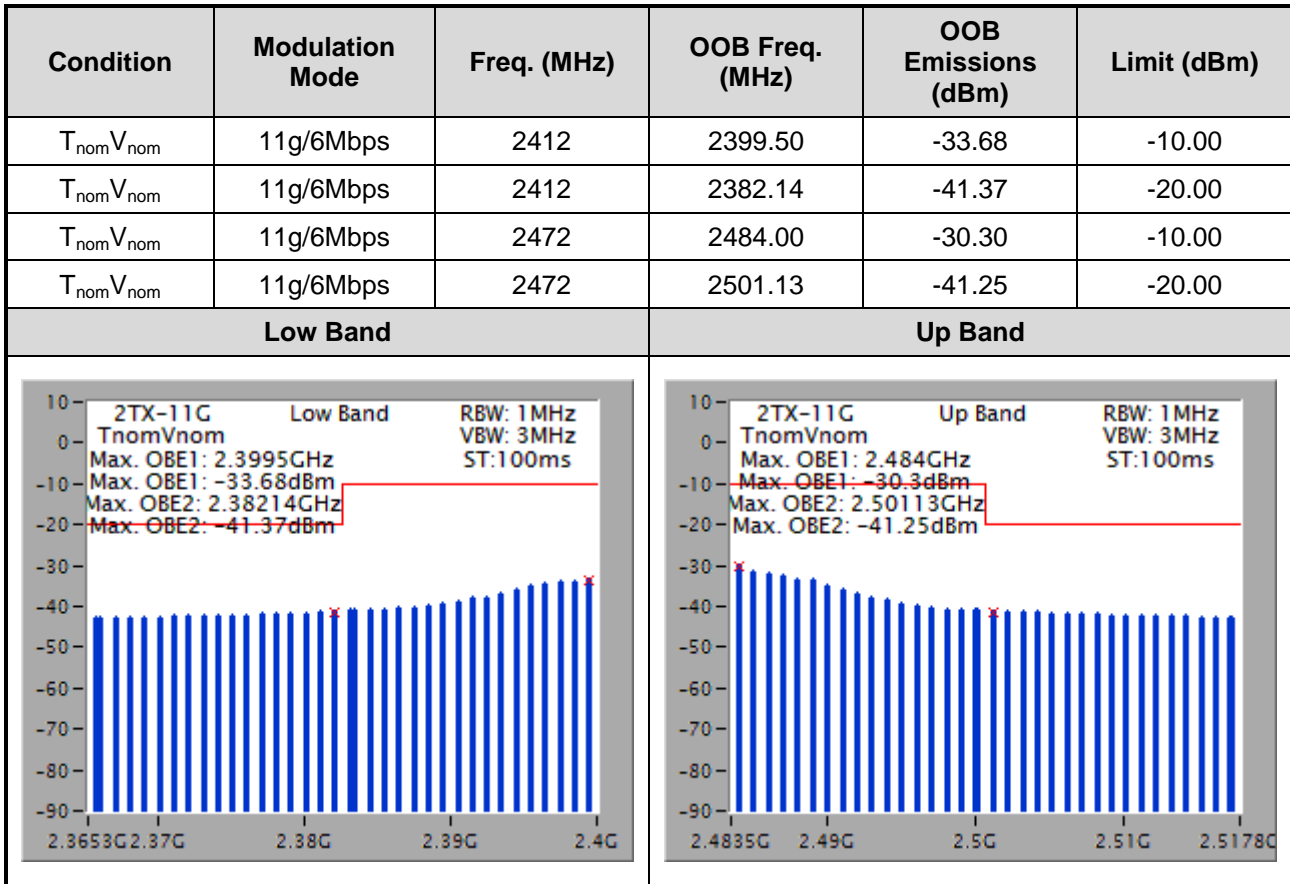 Condition Modulation Mode Freq. (MHz) OOB Freq. (MHz) OOB Emissions (dBm) Limit (dBm)
TnomVnom 11g/6Mbps 2412 2399.50 -33.68 -10.00
TnomVnom 11g/6Mbps 2412 2382.14 -41.37 -20.00
TnomVnom 11g/6Mbps 2472 2484.00 -30.30 -10.00
TnomVnom 11g/6Mbps 2472 2501.13 -41.25 -20.00
Low Band Up Band
2TX-11G Low Band RBW: 1MHz
TnomVnom VBW: 3MHz
Max. OBE1: 2.3995GHz ST:100ms
Max. OBE1: -33.68dBm
Max. OBE2: 2.38214GHz
Max. OBE2: -41.37dBm
10
0
-10
-20
-30
-40
-50
-60
-70
-80
-90
2.3653G 2.37G 2.38G 2.39G 2.4G
2TX-11G Up Band RBW: 1MHz
TnomVnom VBW: 3MHz
Max. OBE1: 2.484GHz ST:100ms
Max. OBE1: -30.3dBm
Max. OBE2: 2.50113GHz
Max. OBE2: -41.25dBm
10
0
-10
-20
-30
-40
-50
-60
-70
-80
-90
2.4835G 2.49G 2.5G 2.51G 2.5178G